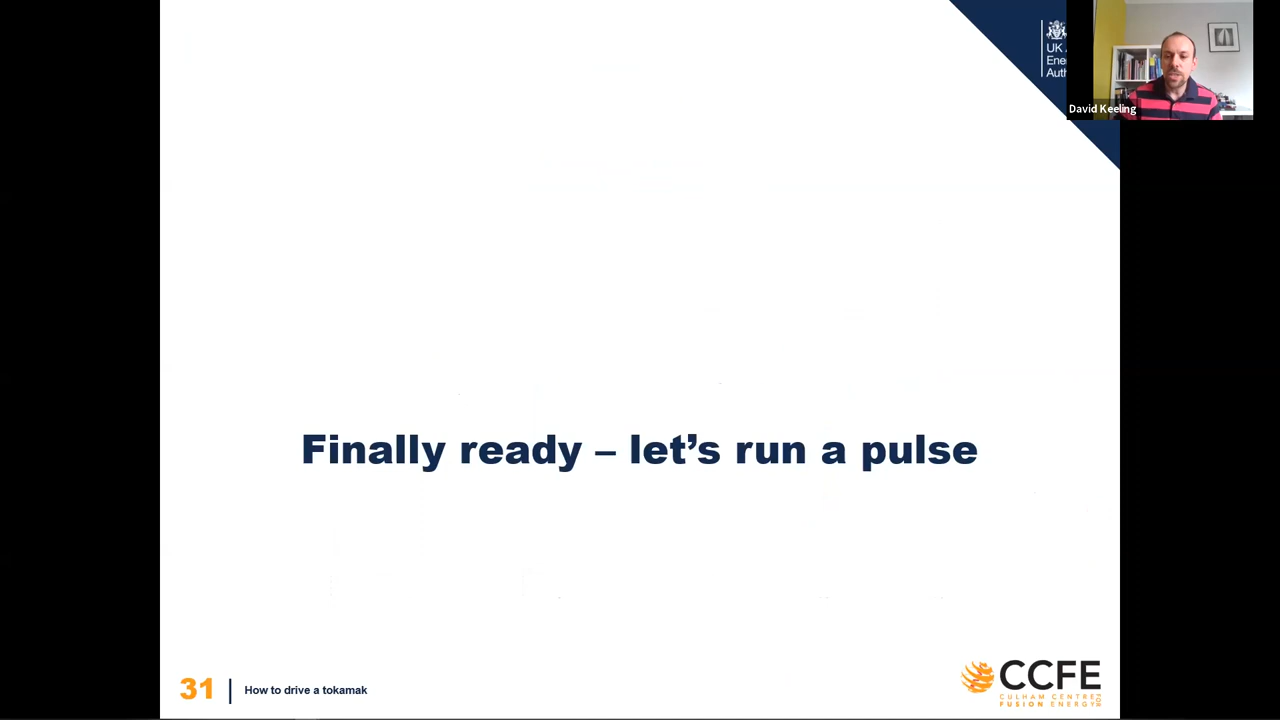 UK
Ene
Auth
David Keeling
Finally ready – let’s run a pulse
31
How to drive a tokamak
CCFE
CULHAM CENTRE
FOR
FUSION ENERGY